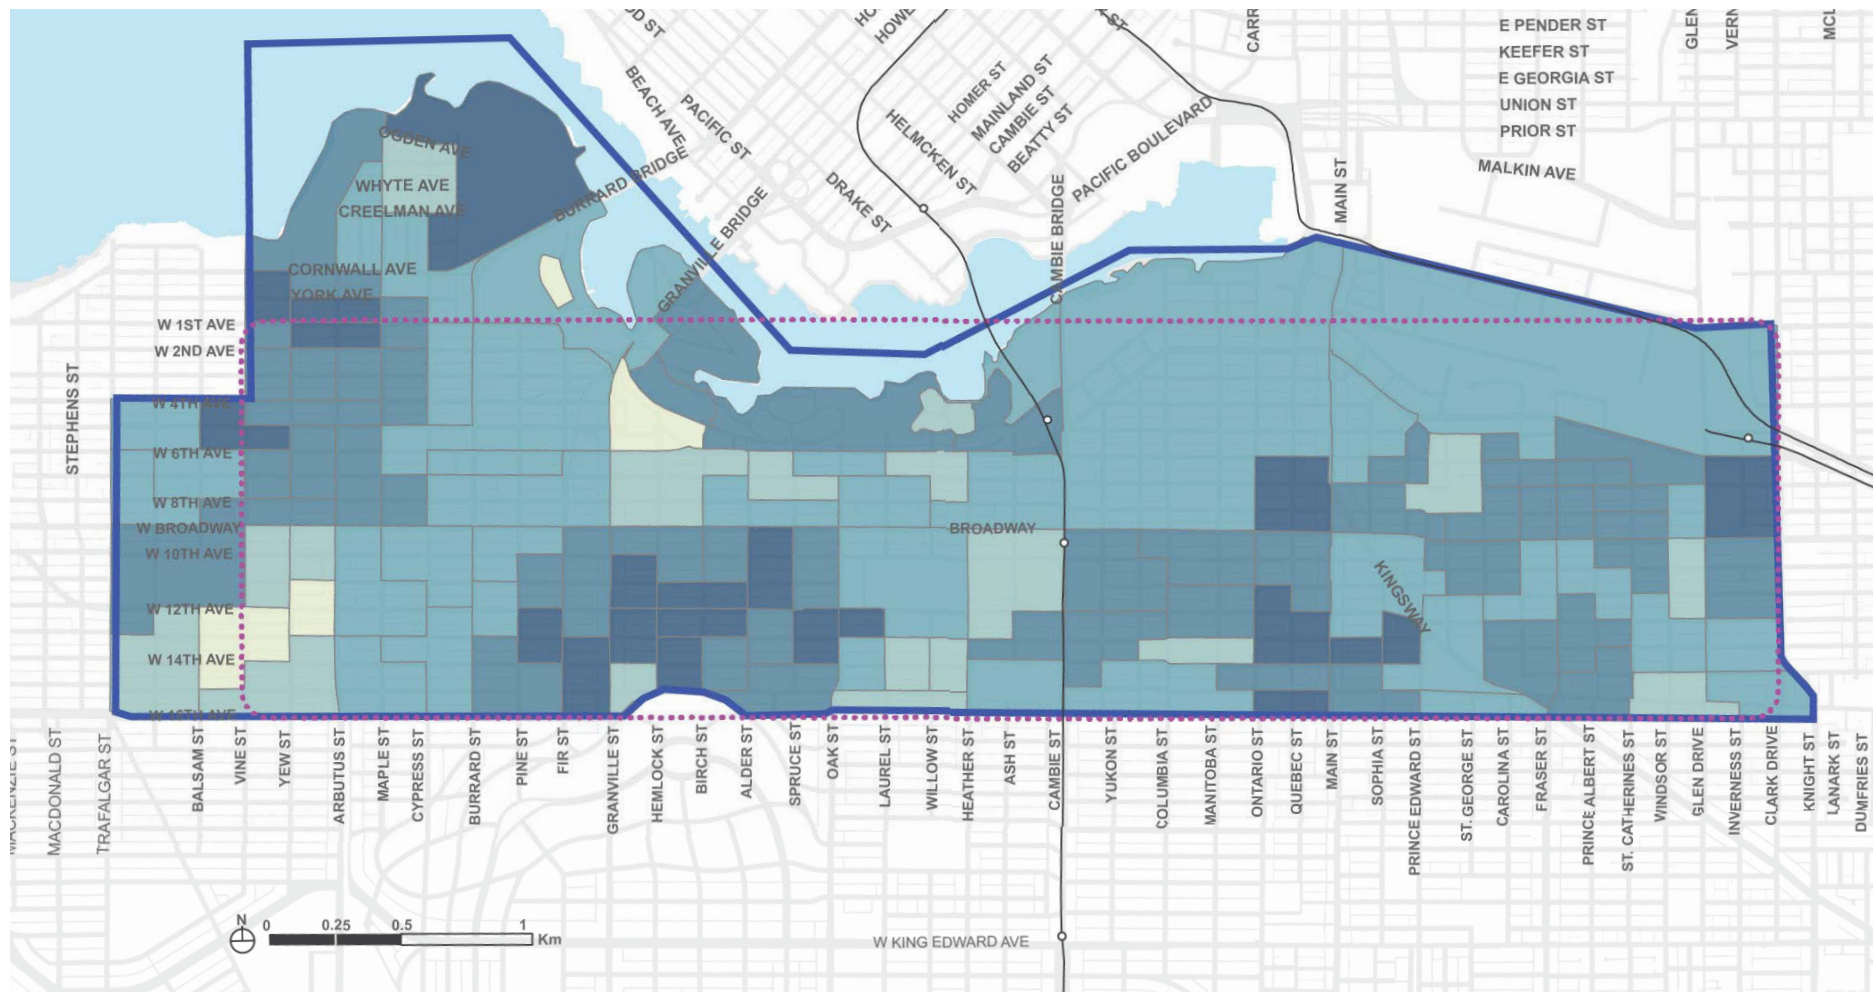 E PENDER ST
KEEFER ST
E GEORGIA ST
UNION ST
PRIOR ST
MALKIN AVE
MAIN ST
BEACH AVE
PACIFIC ST
HOMER ST
MAINLAND ST
CAMBIE ST
BEATTY ST
HELMCKEN ST
DRAKE ST
PACIFIC BOULEVARD
BURRARD BRIDGE
GRANVILLE BRIDGE
CAMBIE BRIDGE
OGDEN AVE
WHYTE AVE
CREELMAN AVE
CORNWALL AVE
YORK AVE
W 1ST AVE
W 2ND AVE
STEPHENS ST
W 4TH AVE
W 6TH AVE
W 8TH AVE
W BROADWAY
BROADWAY
W 10TH AVE
W 12TH AVE
KINGSWAY
W 14TH AVE
W 16TH AVE
MACKENZIE ST
MACDONALD ST
TRAFALGAR ST
BALSAM ST
VINE ST
YEW ST
ARBUTUS ST
MAPLE ST
CYPRESS ST
BURRARD ST
PINE ST
FIR ST
GRANVILLE ST
HEMLOCK ST
BIRCH ST
ALDER ST
SPRUCE ST
OAK ST
LAUREL ST
WILLOW ST
HEATHER ST
ASH ST
CAMBIE ST
YUKON ST
COLUMBIA ST
MANITOBA ST
ONTARIO ST
QUEBEC ST
MAIN ST
SOPHIA ST
PRINCE EDWARD ST
ST. GEORGE ST
CAROLINA ST
FRASER ST
PRINCE ALBERT ST
ST. CATHERINES ST
WINDSOR ST
GLEN DRIVE
INVERNESS ST
CLARK DRIVE
KNIGHT ST
LANARK ST
DUMFRIES ST
W KING EDWARD AVE
N
0 0.25 0.5 1
Km